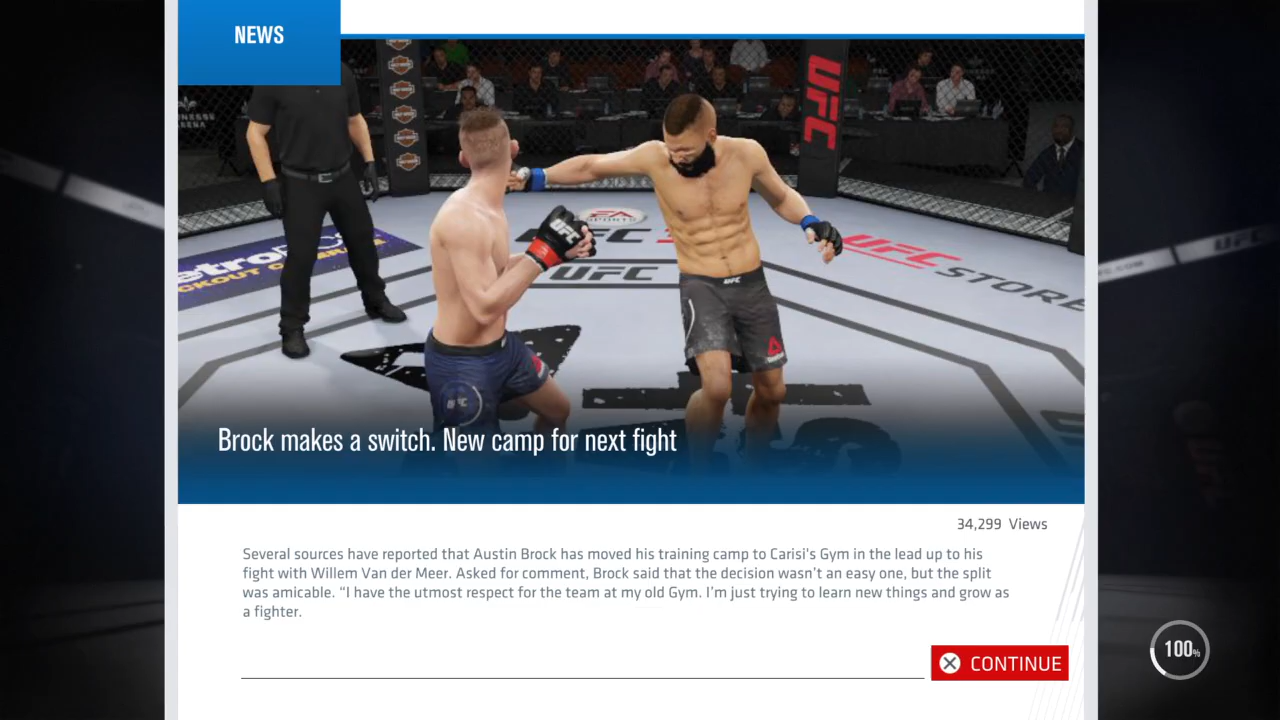 NEWS
UFC
EA
SPORTS
UFC
UFC
UFC
STORE
UFC
UFC
Brock makes a switch. New camp for next fight
34,299 Views
Several sources have reported that Austin Brock has moved his training camp to Carisi's Gym in the lead up to his
fight with Willem Van der Meer. Asked for comment, Brock said that the decision wasn't an easy one, but the split
was amicable. “I have the utmost respect for the team at my old Gym. I'm just trying to learn new things and grow as
a fighter.
CONTINUE
100%